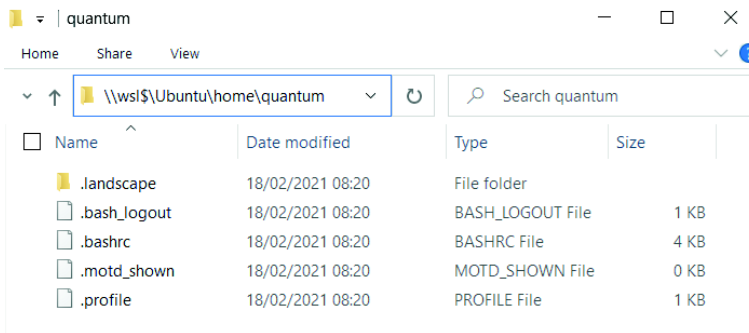 quantum
Home Share View
\\wsl$\Ubuntu\home\quantum Search quantum
Name Date modified Type Size
.landscape 18/02/2021 08:20 File folder
.bash_logout 18/02/2021 08:20 BASH_LOGOUT File 1 KB
.bashrc 18/02/2021 08:20 BASHRC File 4 KB
.motd_shown 18/02/2021 08:20 MOTD_SHOWN File 0 KB
.profile 18/02/2021 08:20 PROFILE File 1 KB